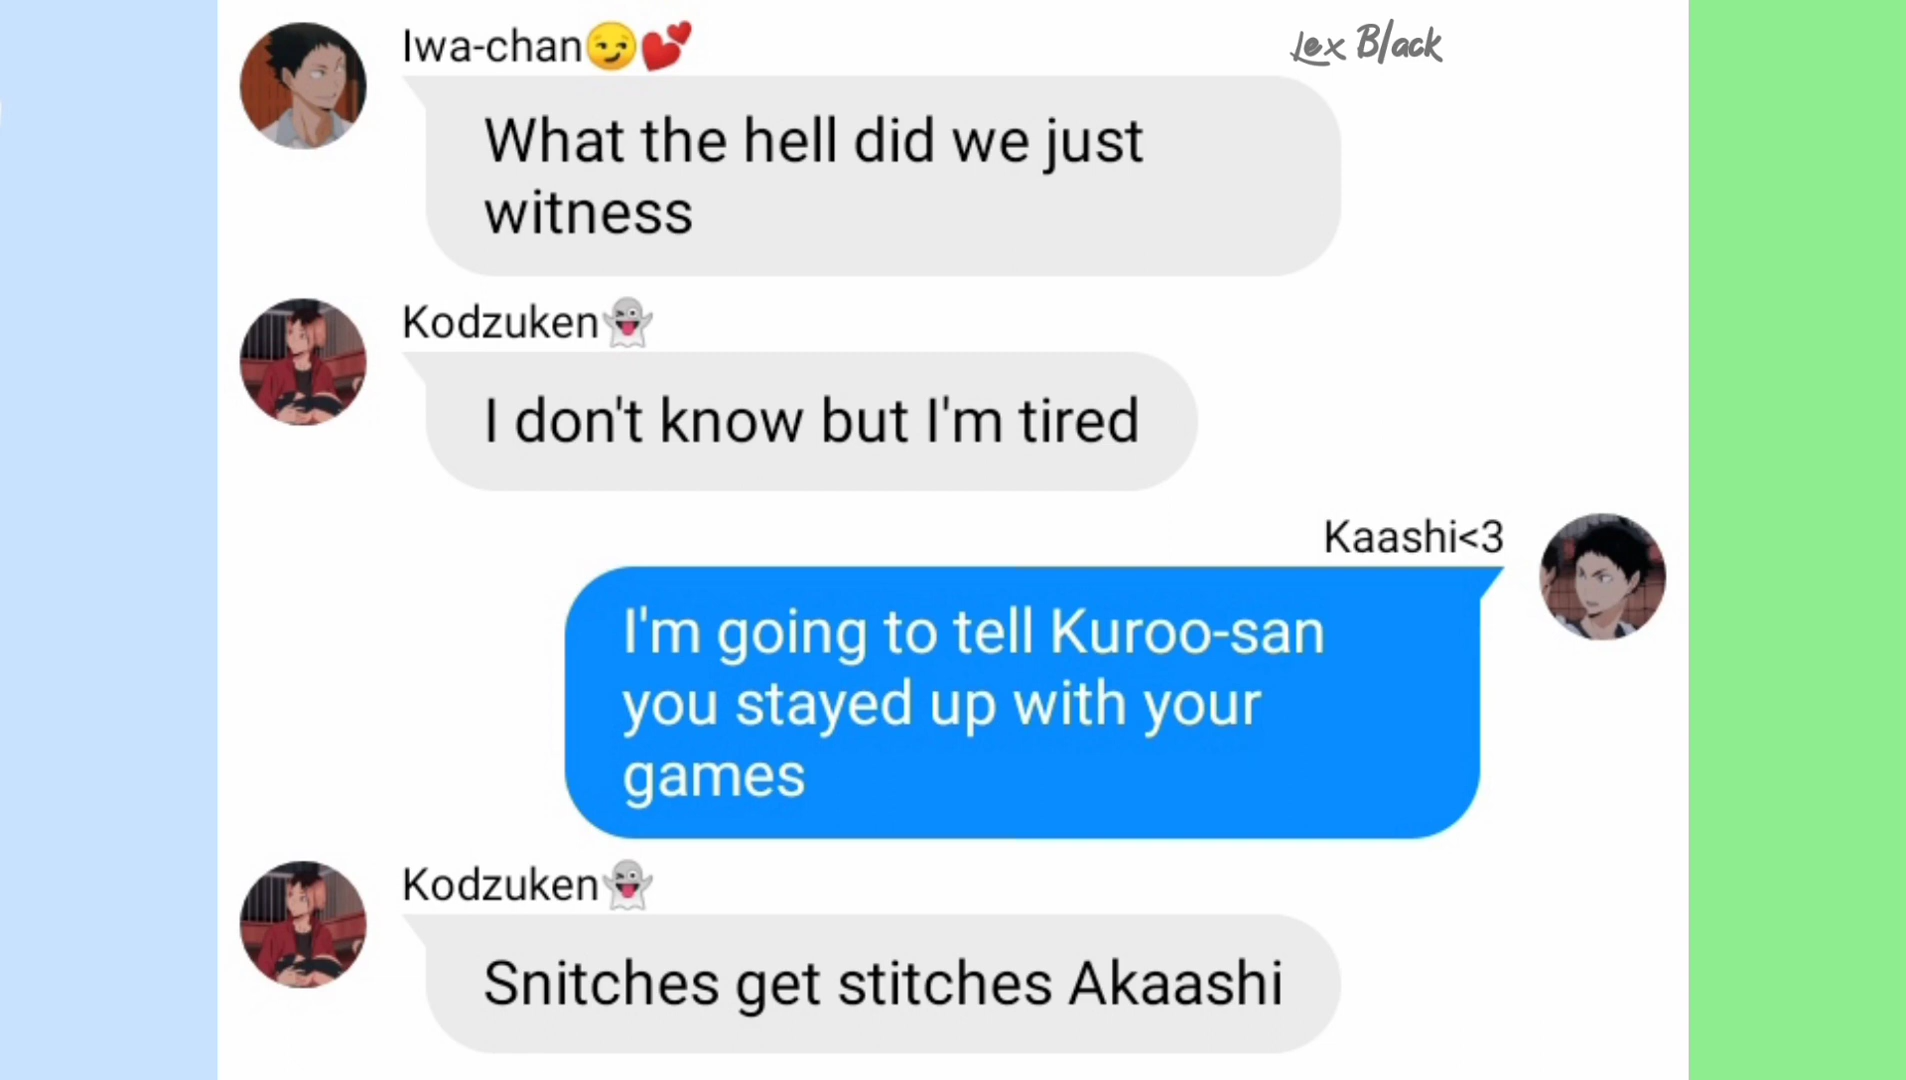 Iwa-chan😏💕
Lex Black
What the hell did we just
witness
Kodzuken👻
I don't know but I'm tired
Kaashi<3
I'm going to tell Kuroo-san
you stayed up with your
games
Kodzuken👻
Snitches get stitches Akaashi